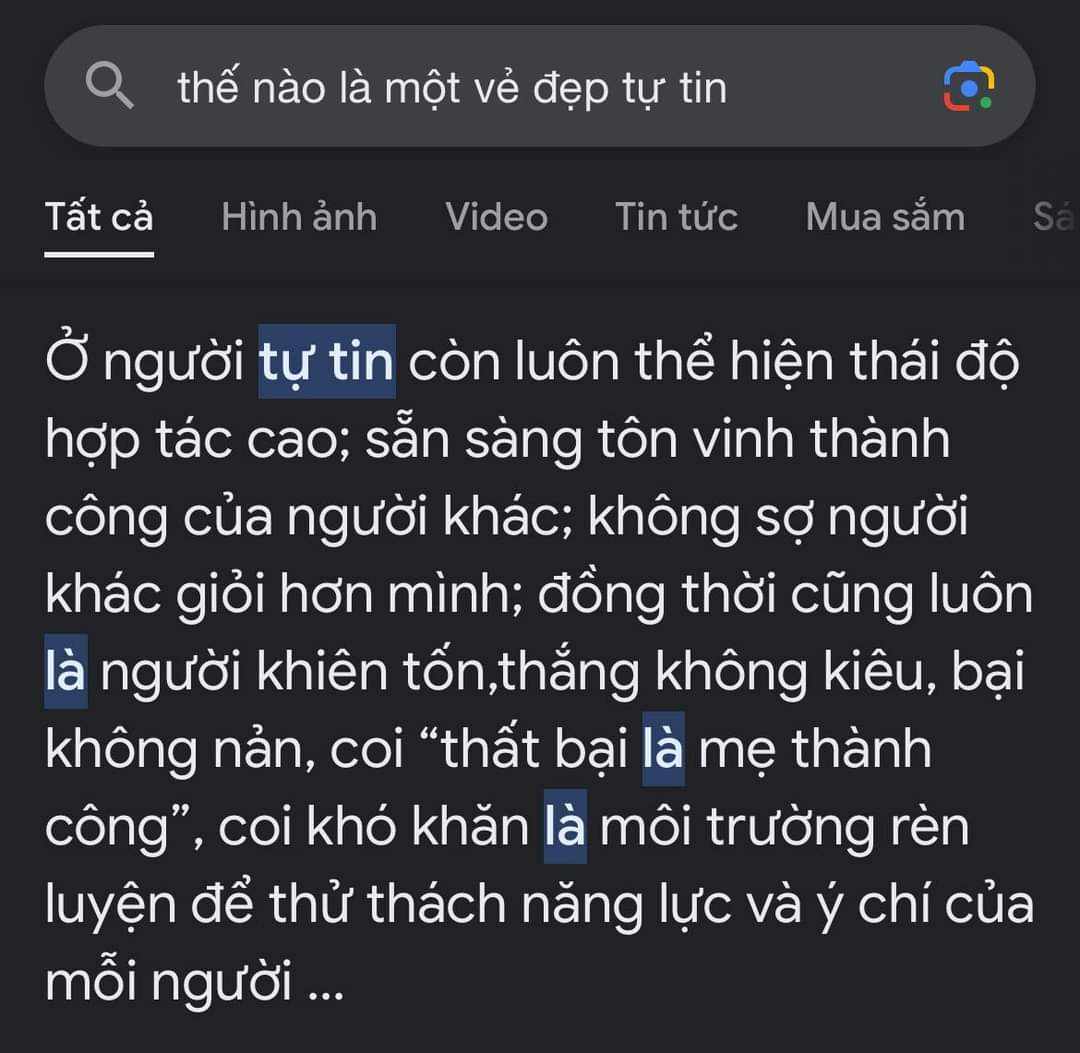 thế nào là một vẻ đẹp tự tin
Tất cả Hình ảnh Video Tin tức Mua sắm Sá
Ở người tự tin còn luôn thể hiện thái độ
hợp tác cao; sẵn sàng tôn vinh thành
công của người khác; không sợ người
khác giỏi hơn mình; đồng thời cũng luôn
là người khiên tốn,thắng không kiêu, bại
không nản, coi “thất bại là mẹ thành
công”, coi khó khăn là môi trường rèn
luyện để thử thách năng lực và ý chí của
mỗi người ...